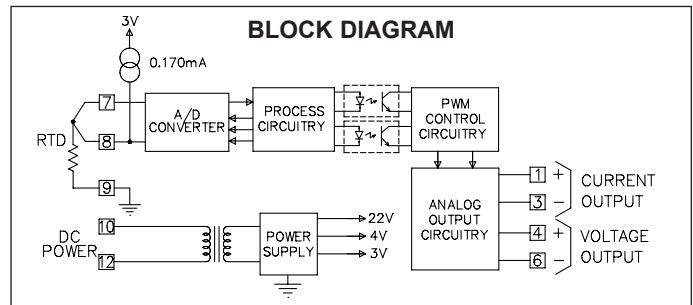 BLOCK DIAGRAM
3V
0.170mA
7
8
9
RTD
A/D
CONVERTER
PROCESS
CIRCUITRY
PWM
CONTROL
CIRCUITRY
ANALOG
OUTPUT
CIRCUITRY
1 +
3 −
CURRENT
OUTPUT
4 +
6 −
VOLTAGE
OUTPUT
10
12
DC
POWER
POWER
SUPPLY
22V
4V
3V